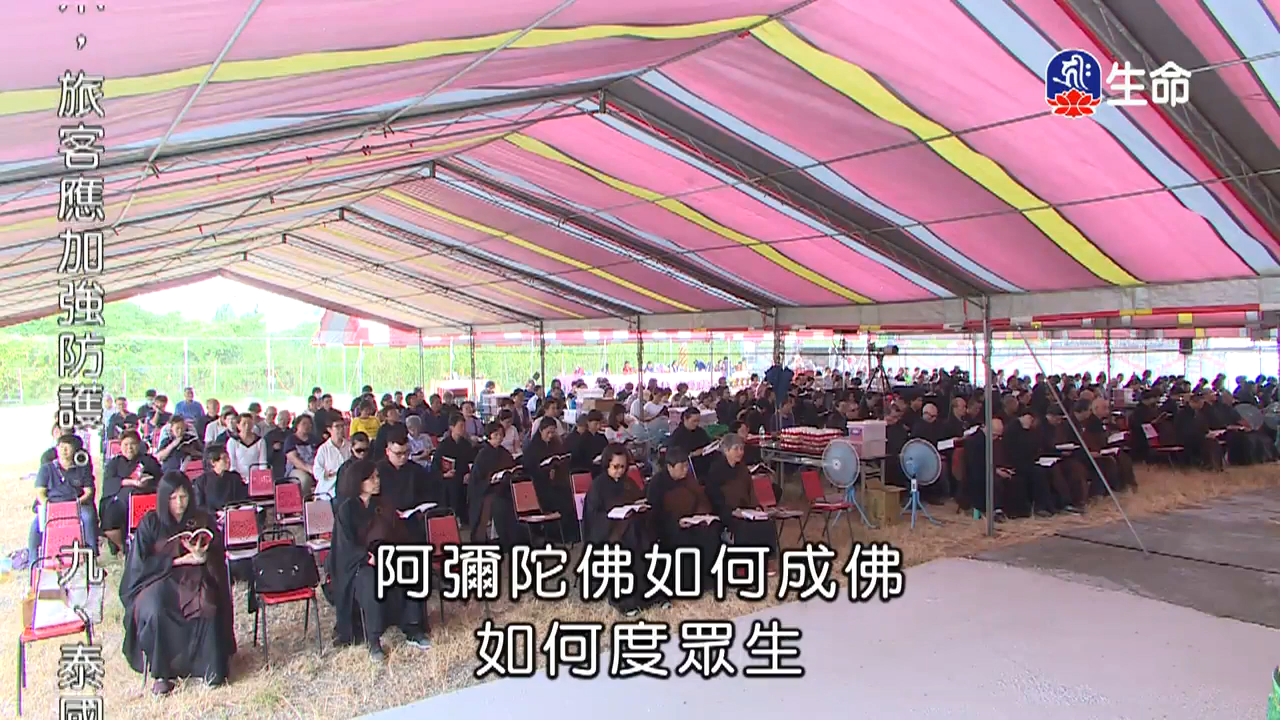 生命
旅客應加強防護。九、泰國
阿彌陀佛如何成佛
如何度眾生